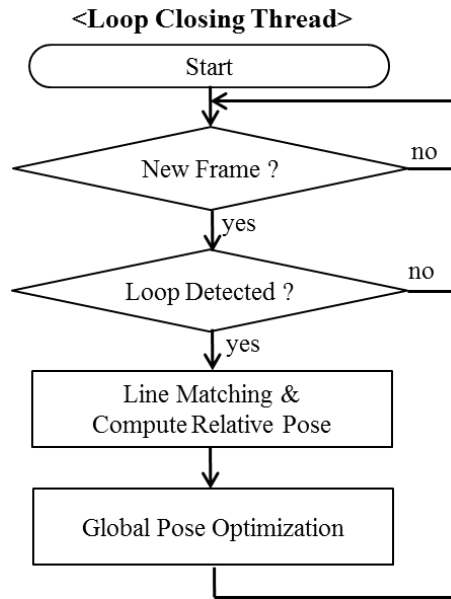 <Loop Closing Thread>
Start
New Frame ?
no
yes
Loop Detected ?
no
yes
Line Matching &
Compute Relative Pose
Global Pose Optimization